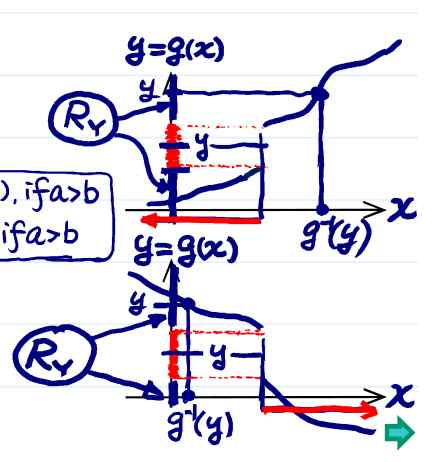 y=g(x)
y
R_Y
y
), if a>b
if a>b
x
g⁻¹(y)
y=g(x)
y
R_Y
y
x
g⁻¹(y)